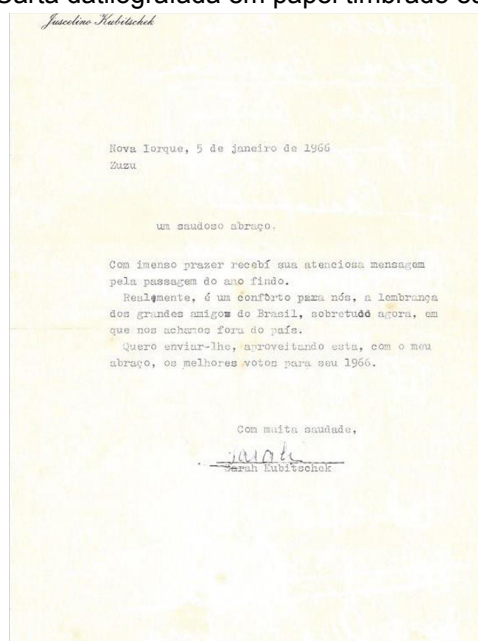 Carta datilografada em papel timbrado
Juscelino Kubitschek
Nova Iorque, 5 de janeiro de 1966
Zuzu
um saudoso abraço.
Com imenso prazer recebí sua atenciosa mensagem
pela passagem do ano findo.
Realmente, é um confôrto para nós, a lembrança
dos grandes amigos do Brasil, sobretudo agora, em
que nos achamos fora do país.
Quero enviar-lhe, aproveitando esta, com o meu
abraço, os melhores votos para seu 1966.
Com muita saudade,
Sarah
Sarah Kubitschek